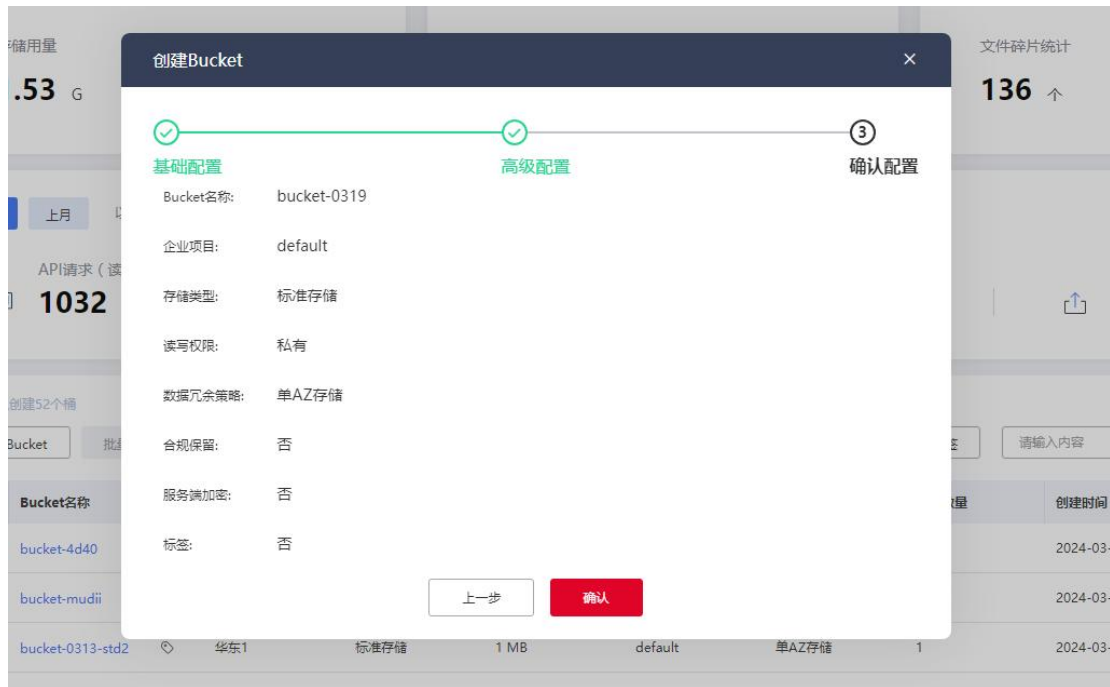 储用量
.53 G
文件碎片统计
136 个
创建Bucket
基础配置
高级配置
3
确认配置
Bucket名称: bucket-0319
企业项目: default
存储类型: 标准存储
读写权限: 私有
数据冗余策略: 单AZ存储
合规保留: 否
服务端加密: 否
标签: 否
上一步
确认
上月
API请求（读
1032
创建52个桶
Bucket
请输入内容
Bucket名称
量
创建时间
bucket-4d40
2024-03-
bucket-mudii
2024-03-
bucket-0313-std2 华东1 标准存储 1 MB default 单AZ存储 1 2024-03-